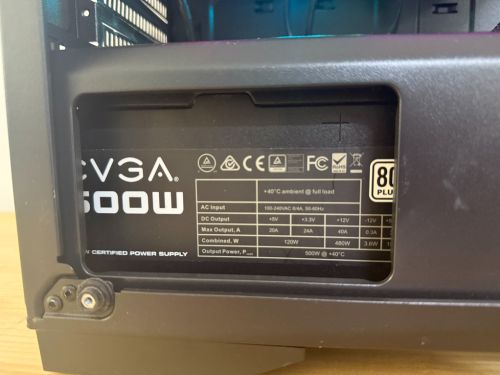 EVGA
500W
CERTIFIED POWER SUPPLY
FC
RoHS
80
PLUS
+40°C ambient @ full load
AC Input 100-240VAC, 50-60Hz
DC Output +5V +3.3V +12V -12V
Max Output, A 20A 24A 40A 0.3A
Combined, W 120W 480W 3.6W
Output Power, P 500W @ +40°C